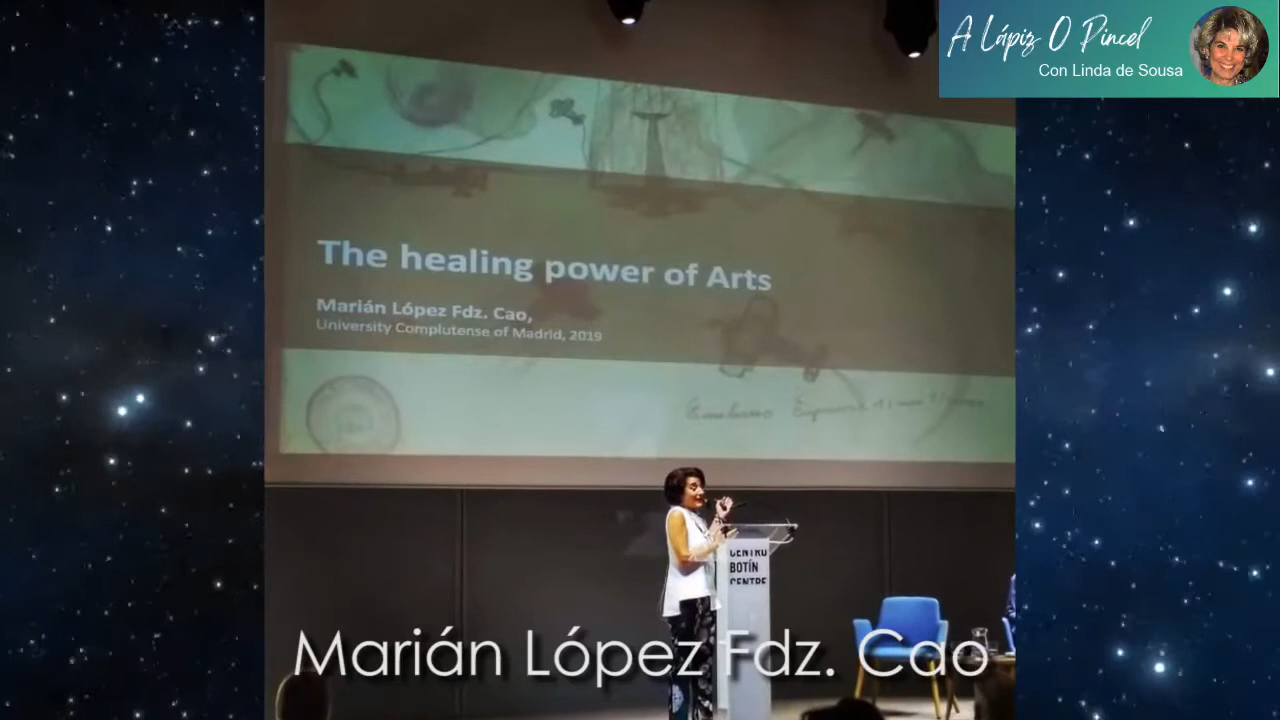 A Lápiz O Pincel
Con Linda de Sousa
The healing power of Arts
Marián López Fdz. Cao,
University Complutense of Madrid, 2019
CENTRO
BOTÍN
CENTRE
Marián López Fdz. Cao